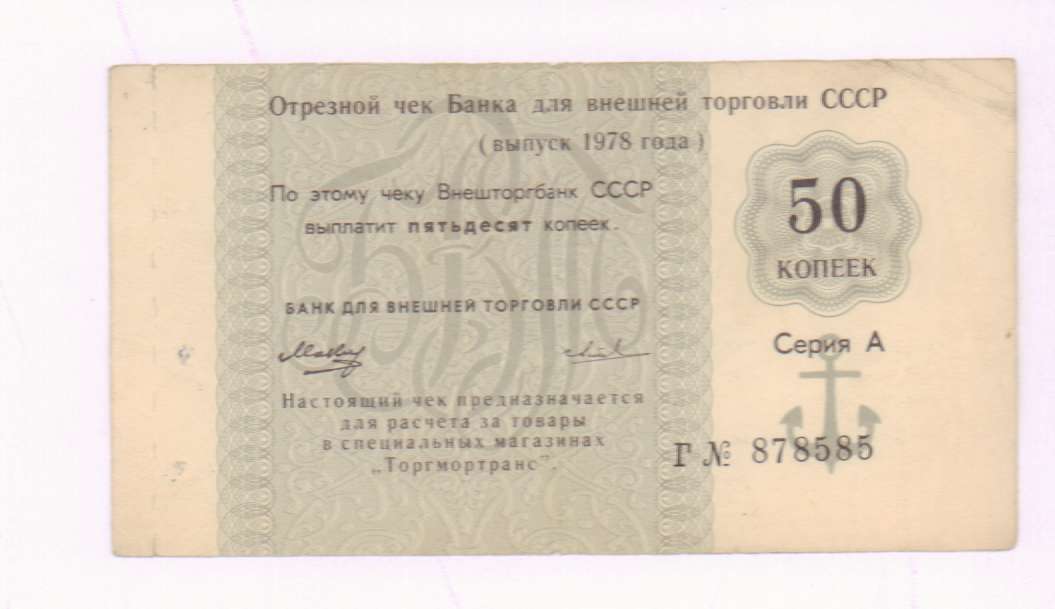 Отрезной чек Банка для внешней торговли СССР
( выпуск 1978 года )
По этому чеку Внешторгбанк СССР
выплатит пятьдесят копеек.
50
КОПЕЕК
БАНК ДЛЯ ВНЕШНЕЙ ТОРГОВЛИ СССР
Серия А
Настоящий чек предназначается
для расчета за товары
в специальных магазинах
„Торгмортранс".
Г № 878585